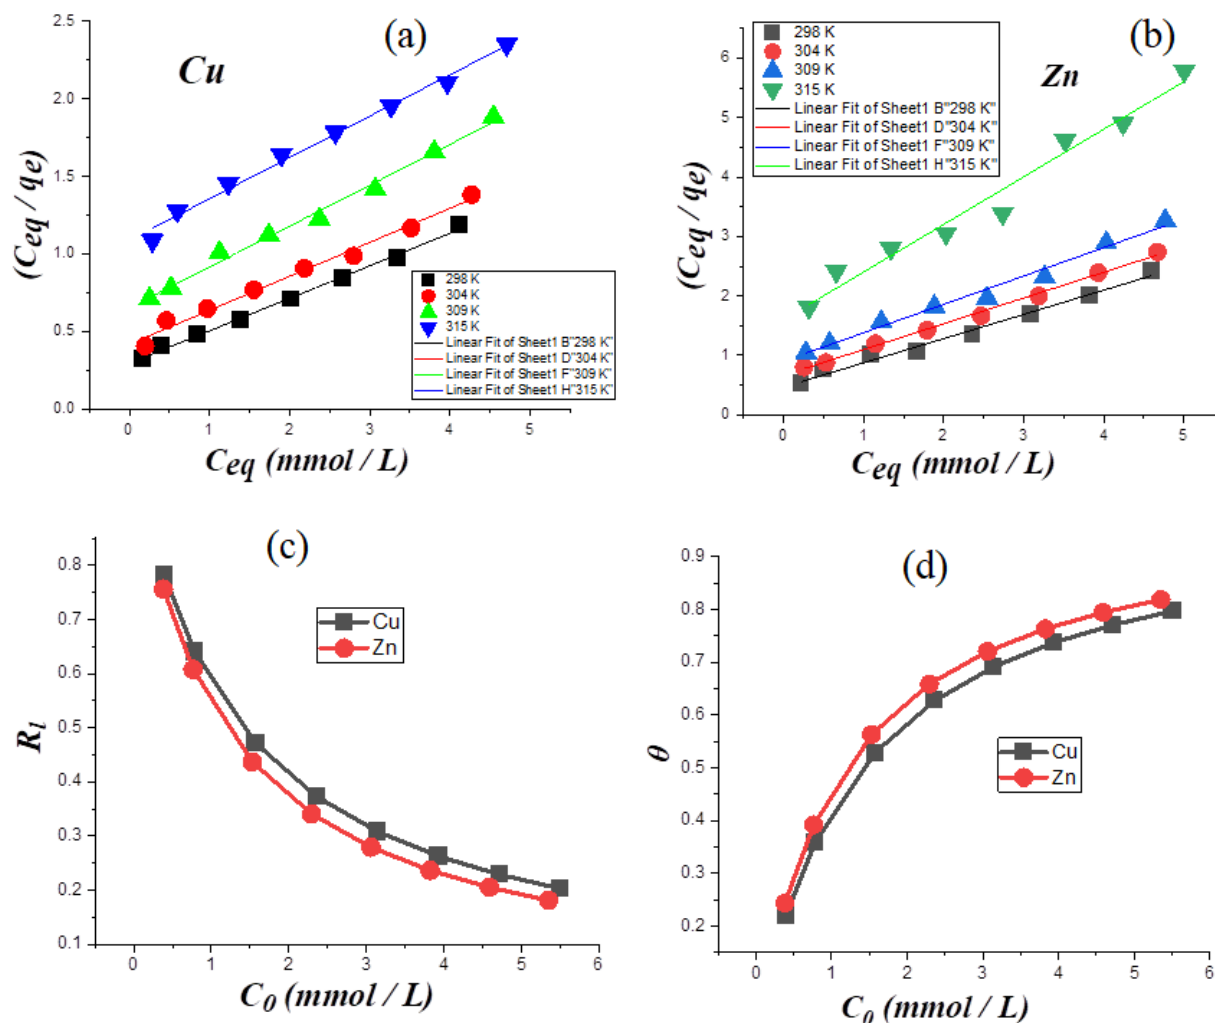 (a)
Cu
2.5
2.0
1.5
1.0
0.5
0.0
(Ceq / qe)
298 K
304 K
309 K
315 K
Linear Fit of Sheet1 B"298 K"
Linear Fit of Sheet1 D"304 K"
Linear Fit of Sheet1 F"309 K"
Linear Fit of Sheet1 H"315 K"
0 1 2 3 4 5
Ceq (mmol / L)
(b)
Zn
298 K
304 K
309 K
315 K
Linear Fit of Sheet1 B"298 K"
Linear Fit of Sheet1 D"304 K"
Linear Fit of Sheet1 F"309 K"
Linear Fit of Sheet1 H"315 K"
6
5
4
3
2
1
0
(Ceq / qe)
0 1 2 3 4 5
Ceq (mmol / L)
(c)
0.8
0.7
0.6
0.5
0.4
0.3
0.2
0.1
Rl
Cu
Zn
0 1 2 3 4 5 6
C0 (mmol / L)
(d)
0.9
0.8
0.7
0.6
0.5
0.4
0.3
0.2
θ
Cu
Zn
0 1 2 3 4 5 6
C0 (mmol / L)